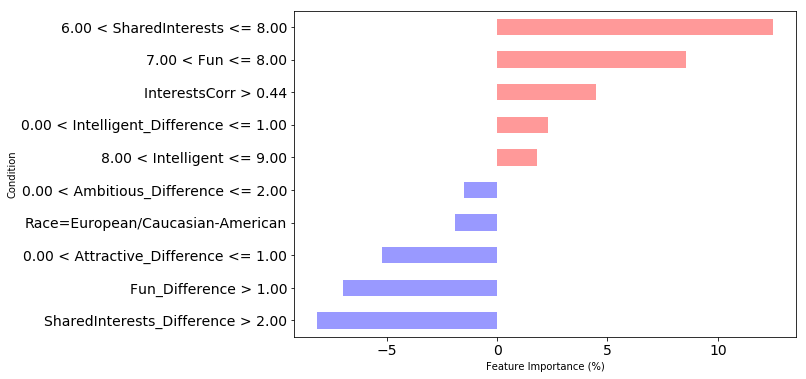 6.00 < SharedInterests <= 8.00
7.00 < Fun <= 8.00
InterestsCorr > 0.44
0.00 < Intelligent_Difference <= 1.00
8.00 < Intelligent <= 9.00
0.00 < Ambitious_Difference <= 2.00
Race=European/Caucasian-American
0.00 < Attractive_Difference <= 1.00
Fun_Difference > 1.00
SharedInterests_Difference > 2.00
Condition
−5 0 5 10
Feature Importance (%)